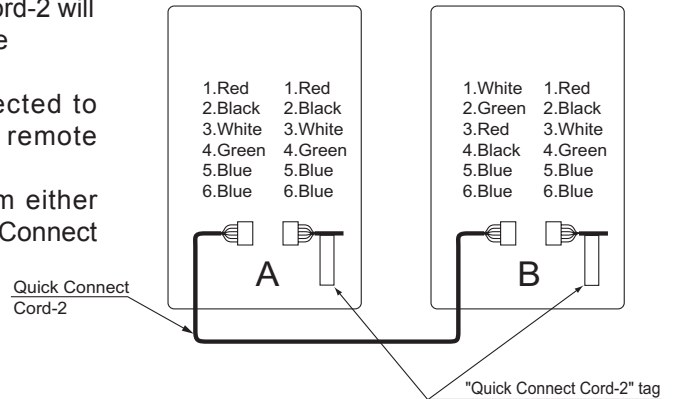 ord-2 will
e
ected to
remote
m either
Connect
1.Red 1.Red
2.Black 2.Black
3.White 3.White
4.Green 4.Green
5.Blue 5.Blue
6.Blue 6.Blue
A
1.White 1.Red
2.Green 2.Black
3.Red 3.White
4.Black 4.Green
5.Blue 5.Blue
6.Blue 6.Blue
B
Quick Connect
Cord-2
"Quick Connect Cord-2" tag